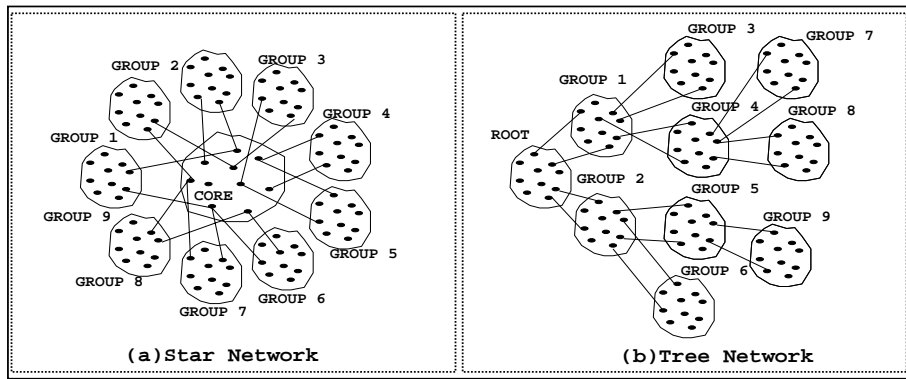 GROUP 2
GROUP 3
GROUP 4
GROUP 1
CORE
GROUP 9
GROUP 5
GROUP 8
GROUP 6
GROUP 7
(a)Star Network
GROUP 3
GROUP 7
GROUP 1
GROUP 4
GROUP 8
ROOT
GROUP 2
GROUP 5
GROUP 9
GROUP 6
(b)Tree Network